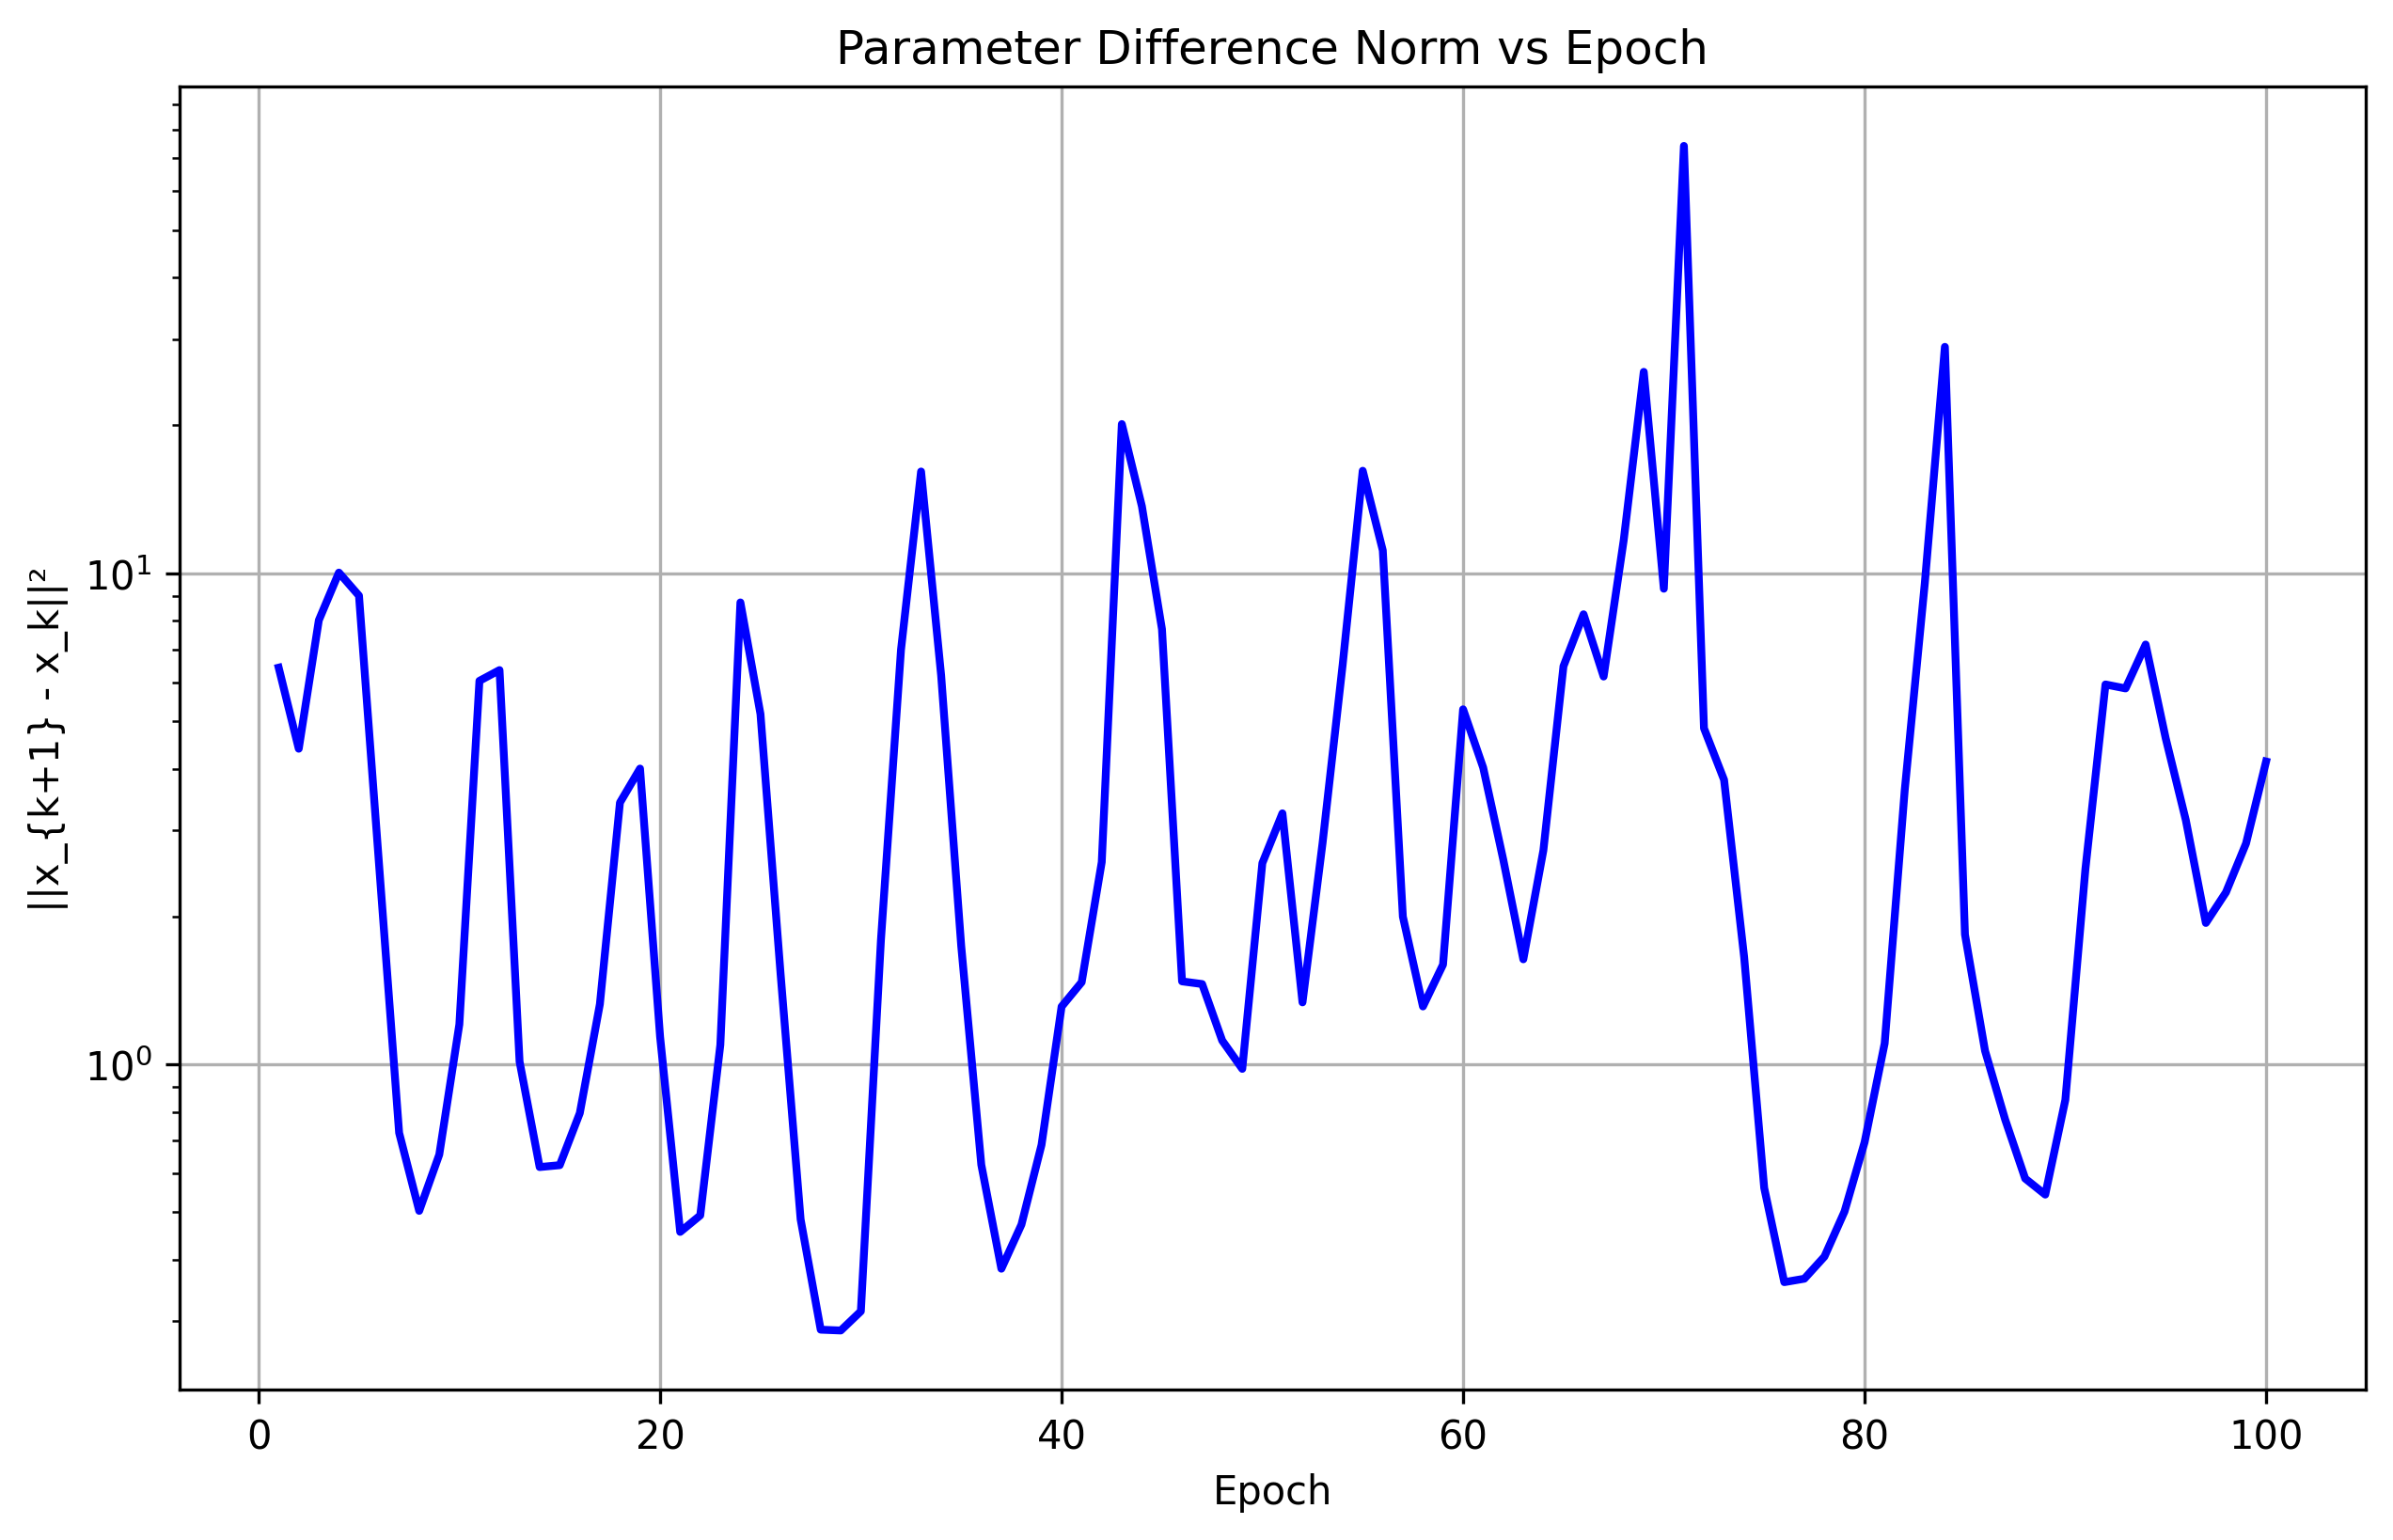 Parameter Difference Norm vs Epoch
||x_{k+1} - x_k||²
10¹
10⁰
0 20 40 60 80 100
Epoch